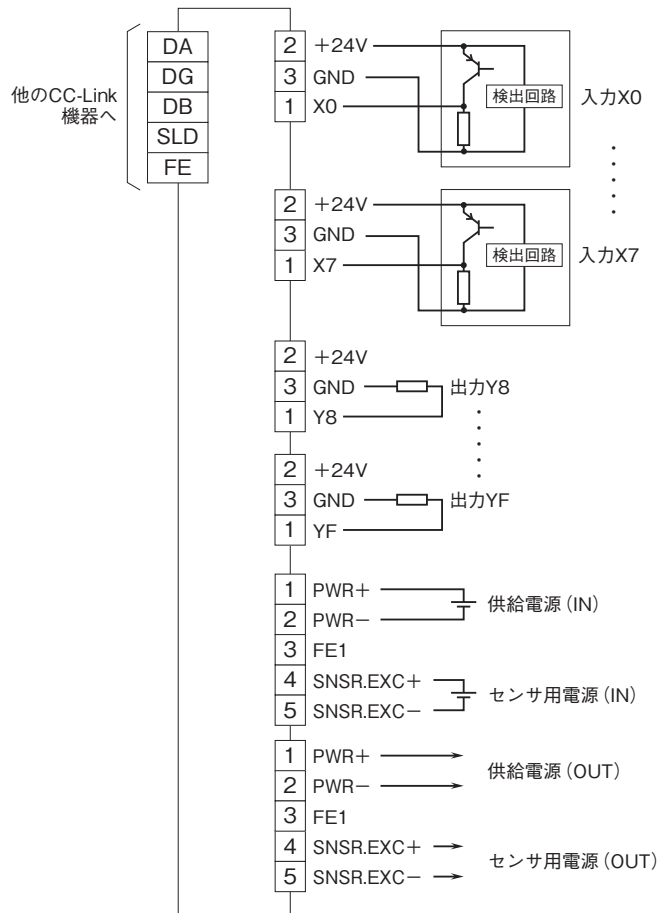 他のCC-Link
機器へ
DA
DG
DB
SLD
FE
2 +24V
3 GND
1 X0
検出回路
入力X0
2 +24V
3 GND
1 X7
検出回路
入力X7
2 +24V
3 GND
1 Y8
出力Y8
2 +24V
3 GND
1 YF
出力YF
1 PWR+
2 PWR−
3 FE1
4 SNSR.EXC+
5 SNSR.EXC−
供給電源(IN)
センサ用電源(IN)
1 PWR+
2 PWR−
3 FE1
4 SNSR.EXC+
5 SNSR.EXC−
供給電源(OUT)
センサ用電源(OUT)